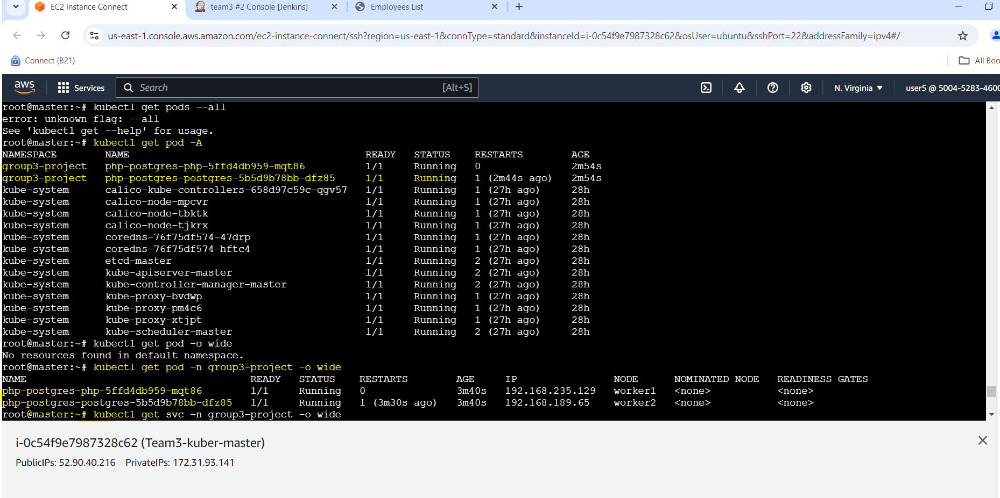 EC2 Instance Connect
team3 #2 Console [Jenkins]
Employees List
us-east-1.console.aws.amazon.com/ec2-instance-connect/ssh?region=us-east-1&connType=standard&instanceId=i-0c54f9e7987328c62&osUser=ubuntu&sshPort=22&addressFamily=ipv4#/
Connect (B21)
All Boo
aws Services Search [Alt+S] N. Virginia user5 @ 5004-5283-4600
root@master:~# kubectl get pods --all
error: unknown flag: --all
See 'kubectl get --help' for usage.
root@master:~# kubectl get pod -A
NAMESPACE NAME READY STATUS RESTARTS AGE
group3-project php-postgres-php-5ffd4db959-mqt86 1/1 Running 0 2m54s
group3-project php-postgres-postgres-5b5d9b78bb-dfz85 1/1 Running 1 (2m44s ago) 2m54s
kube-system calico-kube-controllers-658d97c59c-qgv57 1/1 Running 1 (27h ago) 28h
kube-system calico-node-mpcvr 1/1 Running 1 (27h ago) 28h
kube-system calico-node-tbktk 1/1 Running 1 (27h ago) 28h
kube-system calico-node-tjkrx 1/1 Running 1 (27h ago) 28h
kube-system coredns-76f75df574-47drp 1/1 Running 1 (27h ago) 28h
kube-system coredns-76f75df574-hftc4 1/1 Running 1 (27h ago) 28h
kube-system etcd-master 1/1 Running 2 (27h ago) 28h
kube-system kube-apiserver-master 1/1 Running 2 (27h ago) 28h
kube-system kube-controller-manager-master 1/1 Running 2 (27h ago) 28h
kube-system kube-proxy-bvdwp 1/1 Running 1 (27h ago) 28h
kube-system kube-proxy-pm4c6 1/1 Running 1 (27h ago) 28h
kube-system kube-proxy-xtjpt 1/1 Running 1 (27h ago) 28h
kube-system kube-scheduler-master 1/1 Running 2 (27h ago) 28h
root@master:~# kubectl get pod -o wide
No resources found in default namespace.
root@master:~# kubectl get pod -n group3-project -o wide
NAME READY STATUS RESTARTS AGE IP NODE NOMINATED NODE READINESS GATES
php-postgres-php-5ffd4db959-mqt86 1/1 Running 0 3m40s 192.168.235.129 worker1 <none> <none>
php-postgres-postgres-5b5d9b78bb-dfz85 1/1 Running 1 (3m30s ago) 3m40s 192.168.189.65 worker2 <none> <none>
root@master:~# kubectl get svc -n group3-project -o wide
i-0c54f9e7987328c62 (Team3-kuber-master)
PublicIPs: 52.90.40.216 PrivateIPs: 172.31.93.141